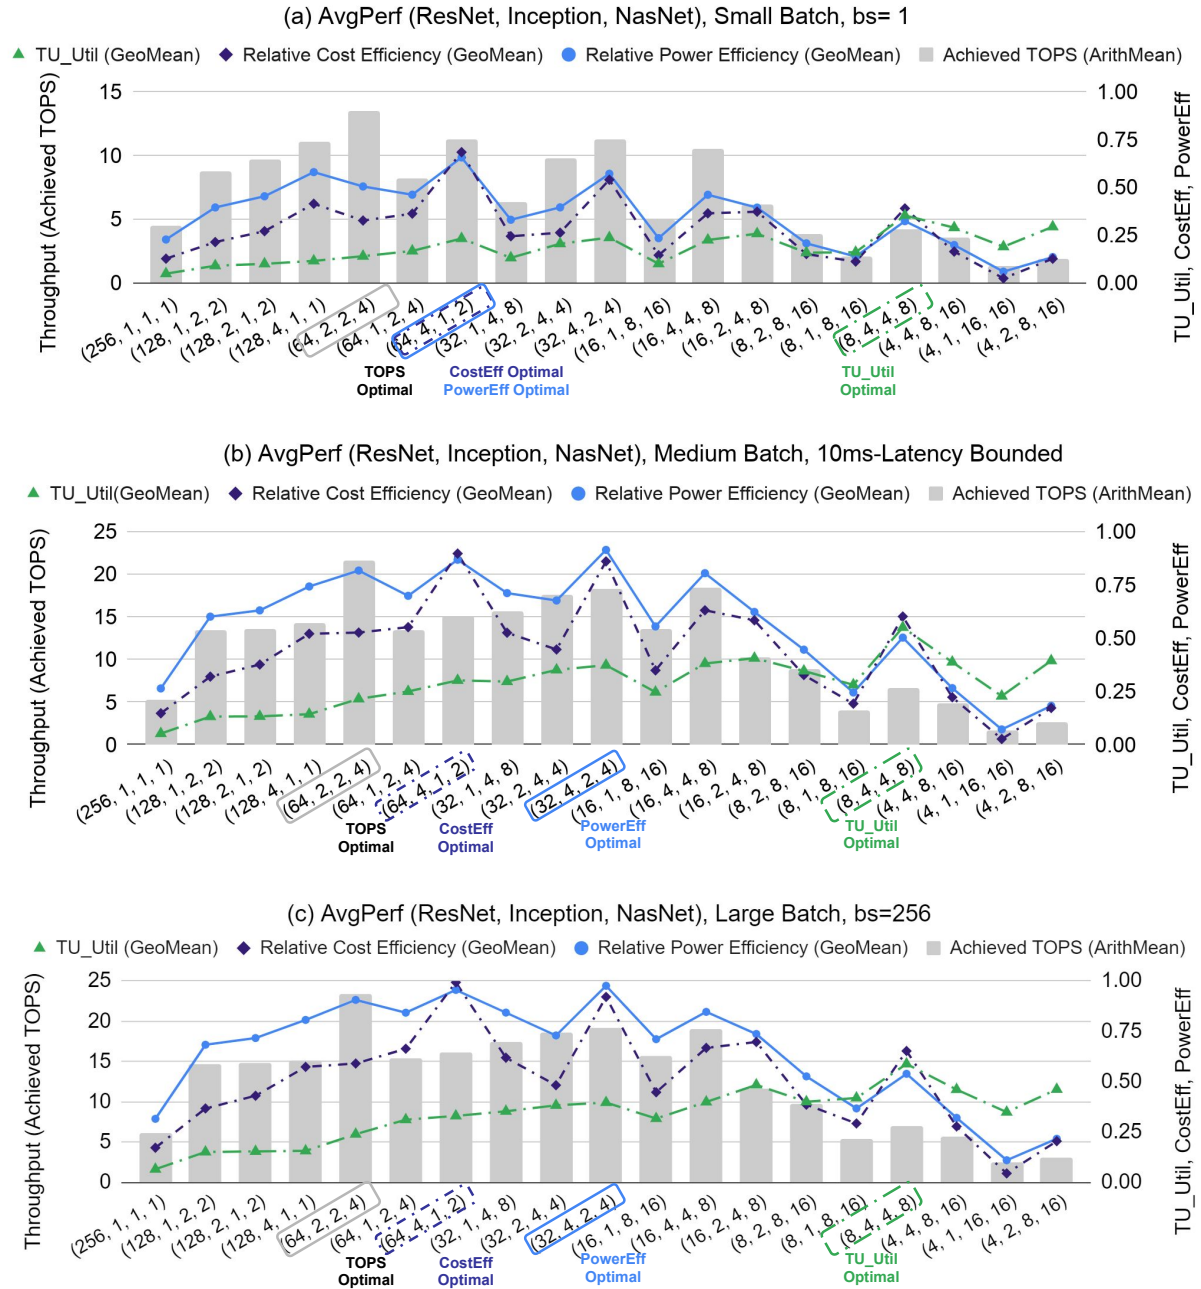 (a) AvgPerf (ResNet, Inception, NasNet), Small Batch, bs= 1
TU_Util (GeoMean) Relative Cost Efficiency (GeoMean) Relative Power Efficiency (GeoMean) Achieved TOPS (ArithMean)
Throughput (Achieved TOPS)
15
10
5
0
1.00
0.75
0.50
0.25
0.00
TU_Util, CostEff, PowerEff
(256, 1, 1, 1)
(128, 1, 2, 2)
(128, 2, 1, 2)
(128, 4, 1, 1)
(64, 2, 2, 4)
(64, 1, 2, 4)
(64, 4, 1, 2)
(32, 1, 4, 8)
(32, 2, 4, 4)
(32, 4, 2, 4)
(16, 1, 8, 16)
(16, 4, 4, 8)
(16, 2, 4, 8)
(8, 2, 8, 16)
(8, 1, 8, 16)
(8, 4, 4, 8)
(4, 4, 8, 16)
(4, 1, 16, 16)
(4, 2, 8, 16)
TOPS
Optimal
CostEff Optimal
PowerEff Optimal
TU_Util
Optimal
(b) AvgPerf (ResNet, Inception, NasNet), Medium Batch, 10ms-Latency Bounded
TU_Util(GeoMean) Relative Cost Efficiency (GeoMean) Relative Power Efficiency (GeoMean) Achieved TOPS (ArithMean)
Throughput (Achieved TOPS)
25
20
15
10
5
0
1.00
0.75
0.50
0.25
0.00
TU_Util, CostEff, PowerEff
(256, 1, 1, 1)
(128, 1, 2, 2)
(128, 2, 1, 2)
(128, 4, 1, 1)
(64, 2, 2, 4)
(64, 1, 2, 4)
(64, 4, 1, 2)
(32, 1, 4, 8)
(32, 2, 4, 4)
(32, 4, 2, 4)
(16, 1, 8, 16)
(16, 4, 4, 8)
(16, 2, 4, 8)
(8, 2, 8, 16)
(8, 1, 8, 16)
(8, 4, 4, 8)
(4, 4, 8, 16)
(4, 1, 16, 16)
(4, 2, 8, 16)
TOPS
Optimal
CostEff
Optimal
PowerEff
Optimal
TU_Util
Optimal
(c) AvgPerf (ResNet, Inception, NasNet), Large Batch, bs=256
TU_Util (GeoMean) Relative Cost Efficiency (GeoMean) Relative Power Efficiency (GeoMean) Achieved TOPS (ArithMean)
Throughput (Achieved TOPS)
25
20
15
10
5
0
1.00
0.75
0.50
0.25
0.00
TU_Util, CostEff, PowerEff
(256, 1, 1, 1)
(128, 1, 2, 2)
(128, 2, 1, 2)
(128, 4, 1, 1)
(64, 2, 2, 4)
(64, 1, 2, 4)
(64, 4, 1, 2)
(32, 1, 4, 8)
(32, 2, 4, 4)
(32, 4, 2, 4)
(16, 1, 8, 16)
(16, 4, 4, 8)
(16, 2, 4, 8)
(8, 2, 8, 16)
(8, 1, 8, 16)
(8, 4, 4, 8)
(4, 4, 8, 16)
(4, 1, 16, 16)
(4, 2, 8, 16)
TOPS
Optimal
CostEff
Optimal
PowerEff
Optimal
TU_Util
Optimal